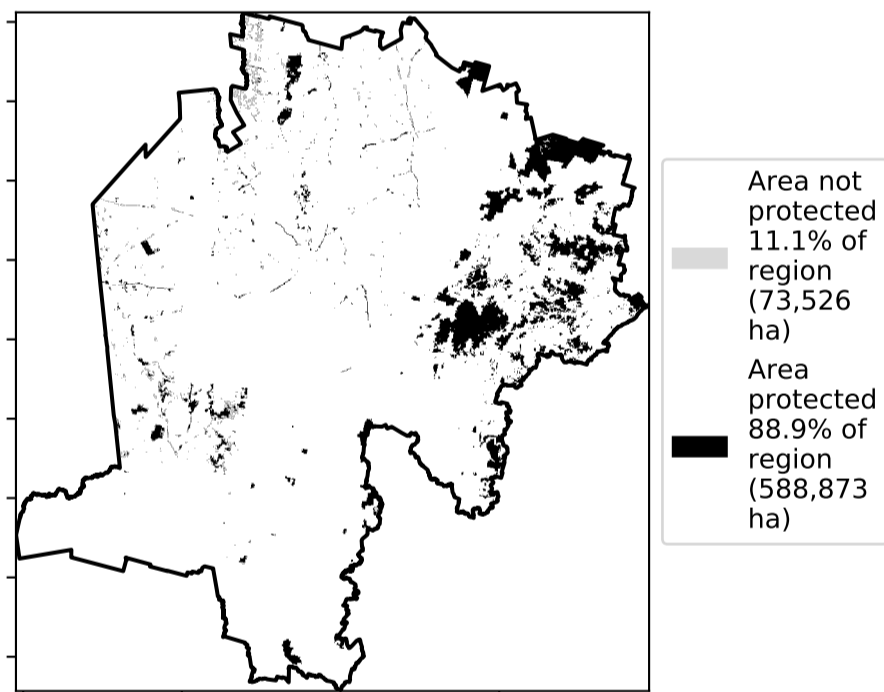 Area not
protected
11.1% of
region
(73,526
ha)
Area
protected
88.9% of
region
(588,873
ha)